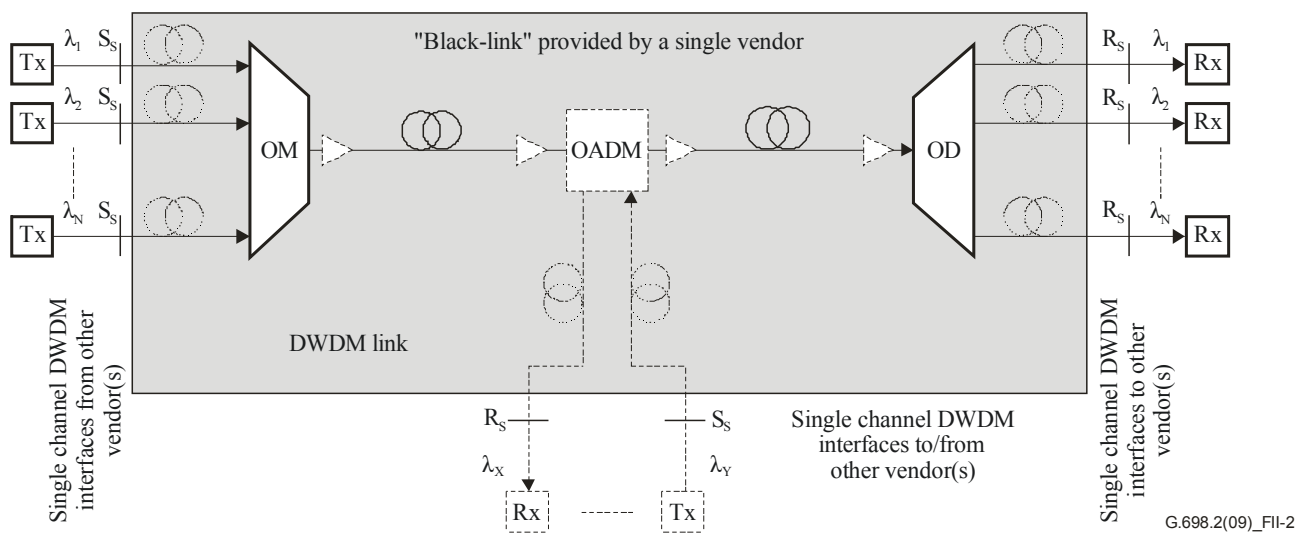 "Black-link" provided by a single vendor
Tx λ1 SS
RS λ1 Rx
Tx λ2 SS
RS λ2 Rx
OM
OADM
OD
Tx λN SS
RS λN Rx
DWDM link
Single channel DWDM
interfaces from other
vendor(s)
RS
SS
λX
λY
Rx
Tx
Single channel DWDM
interfaces to/from
other vendor(s)
Single channel DWDM
interfaces to other
vendor(s)
G.698.2(09)_FII-2